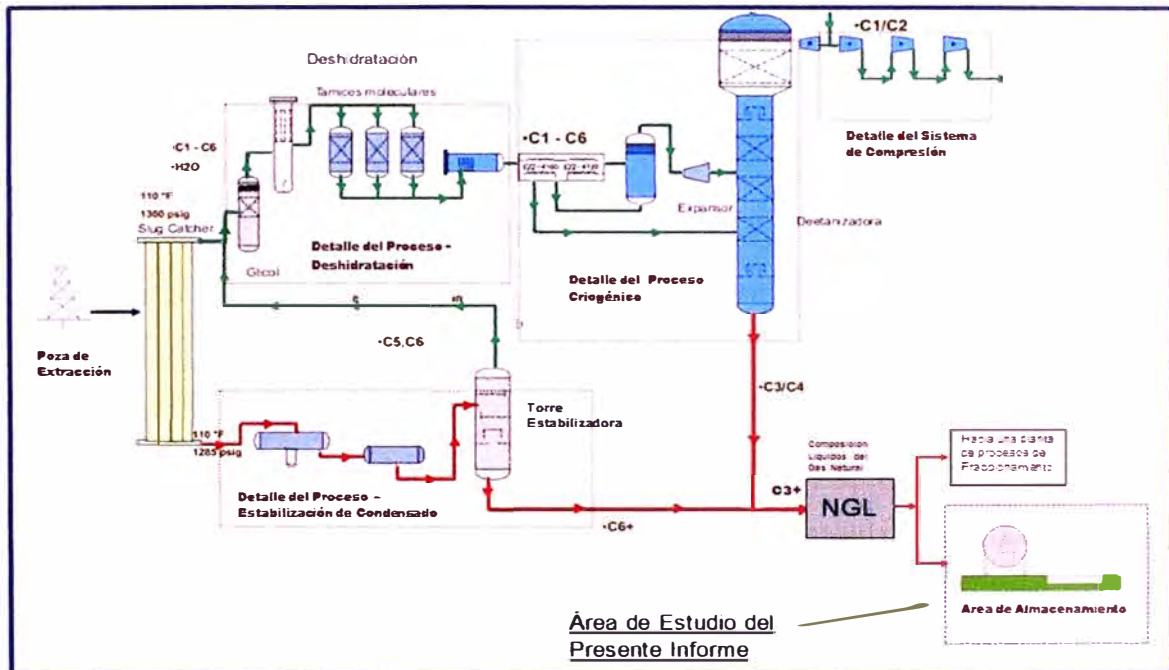 •C1/C2
Detalle del Sistema
de Compresión
Deshidratación
Tamices moleculares
•C1 - C6
•H2O
•C1 - C6
Expansor
Deetanizadora
Detalle del Proceso
Criogénico
110 °F
1300 psig
Slug Catcher
Glicol
Detalle del Proceso -
Deshidratación
Poza de
Extracción
•C5,C6
Torre
Estabilizadora
•C3/C4
110 °F
1285 psig
Detalle del Proceso –
Estabilización de Condensado
•C6+
Composición
Líquidos del
Gas Natural
C3+
NGL
Hacia una planta
de procesos de
Fraccionamiento
Area de Almacenamiento
Área de Estudio del
Presente Informe